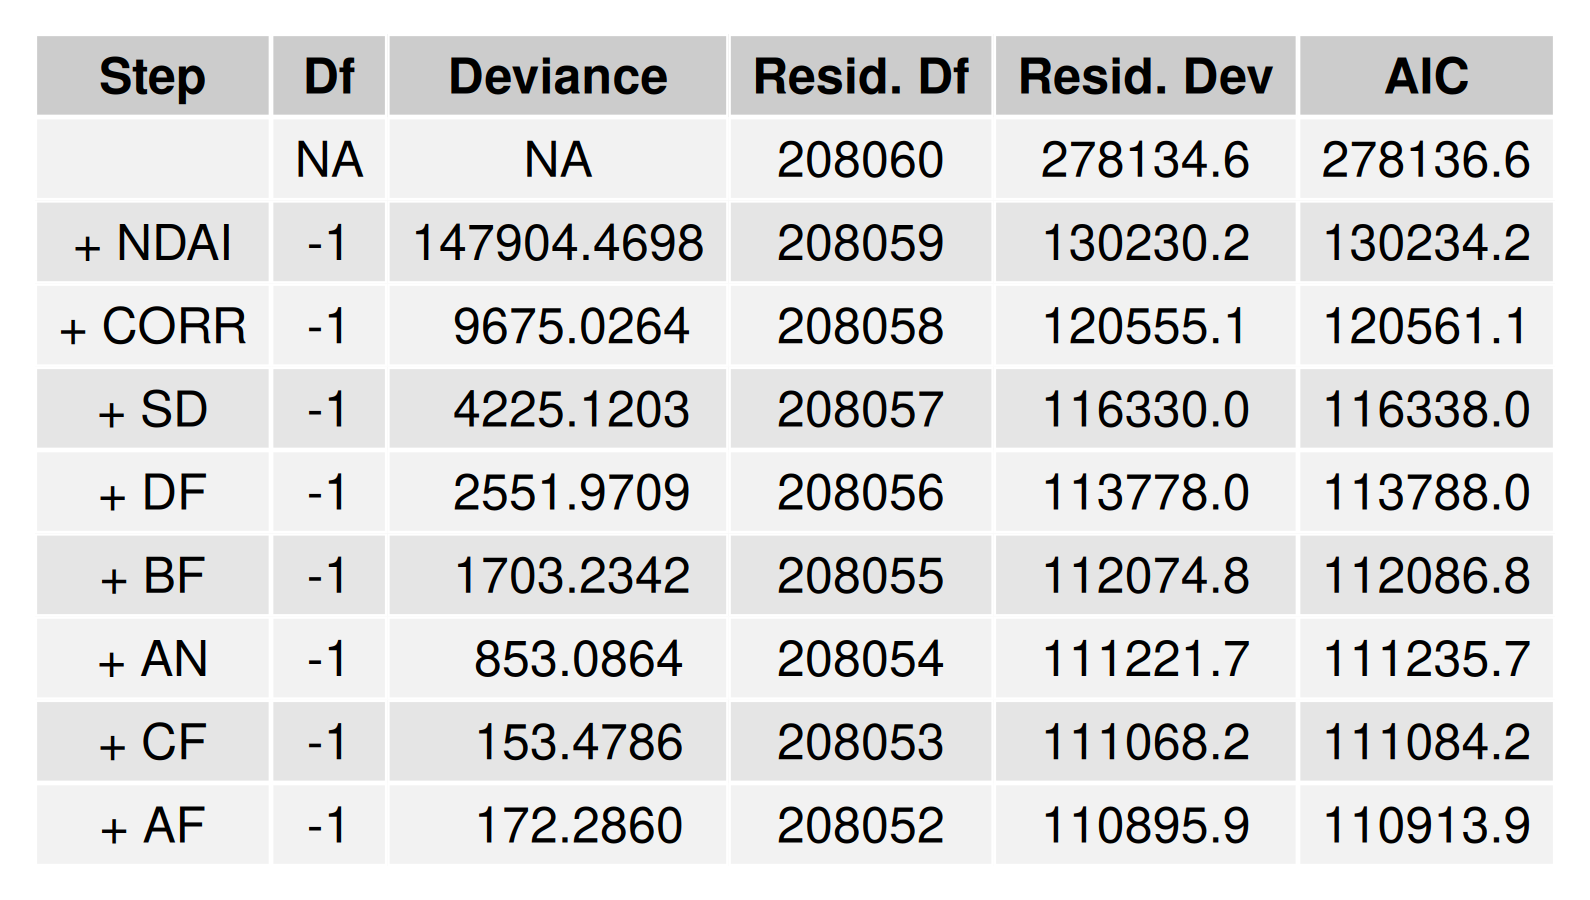 Step Df Deviance Resid. Df Resid. Dev AIC
NA NA 208060 278134.6 278136.6
+ NDAI -1 147904.4698 208059 130230.2 130234.2
+ CORR -1 9675.0264 208058 120555.1 120561.1
+ SD -1 4225.1203 208057 116330.0 116338.0
+ DF -1 2551.9709 208056 113778.0 113788.0
+ BF -1 1703.2342 208055 112074.8 112086.8
+ AN -1 853.0864 208054 111221.7 111235.7
+ CF -1 153.4786 208053 111068.2 111084.2
+ AF -1 172.2860 208052 110895.9 110913.9